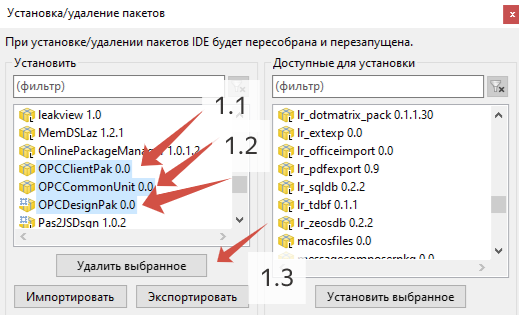 Установка/удаление пакетов
При установке/удалении пакетов IDE будет пересобрана и перезапущена.
Установить
(фильтр)
leakview 1.0
MemDSLaz 1.2.1
OnlinePackageManager 1.0.1.2
OPCClientPak 0.0
OPCCommonUnit 0.0
OPCDesignPak 0.0
Pas2JSDsgn 1.0.2
1.1
1.2
Удалить выбранное
1.3
Импортировать
Экспортировать
Доступные для установки
(фильтр)
lr_dotmatrix_pack 0.1.1.30
lr_extexp 0.0
lr_officeimport 0.0
lr_pdfexport 0.9
lr_sqldb 0.2.2
lr_tdbf 0.1.1
lr_zeosdb 0.2.2
macosfiles 0.0
messagecomposerpkg 0.0
Установить выбранное